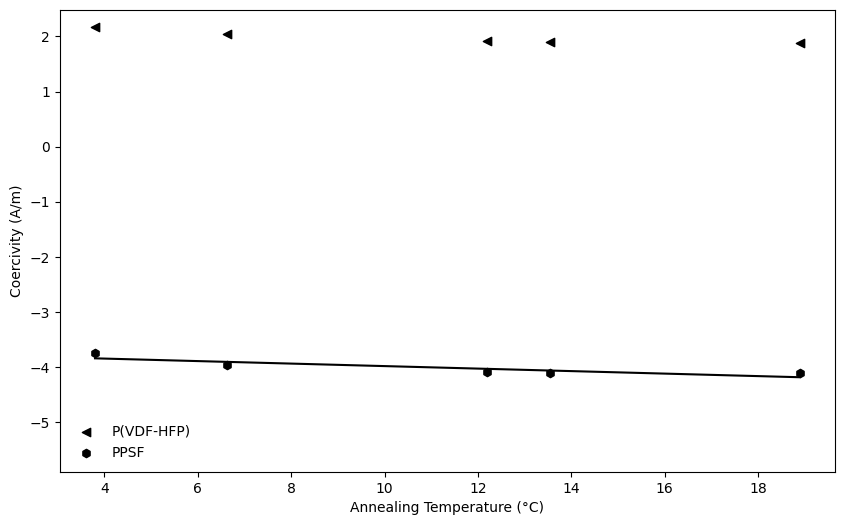 2
1
0
−1
−2
−3
−4
−5
Coercivity (A/m)
P(VDF-HFP)
PPSF
4 6 8 10 12 14 16 18
Annealing Temperature (°C)